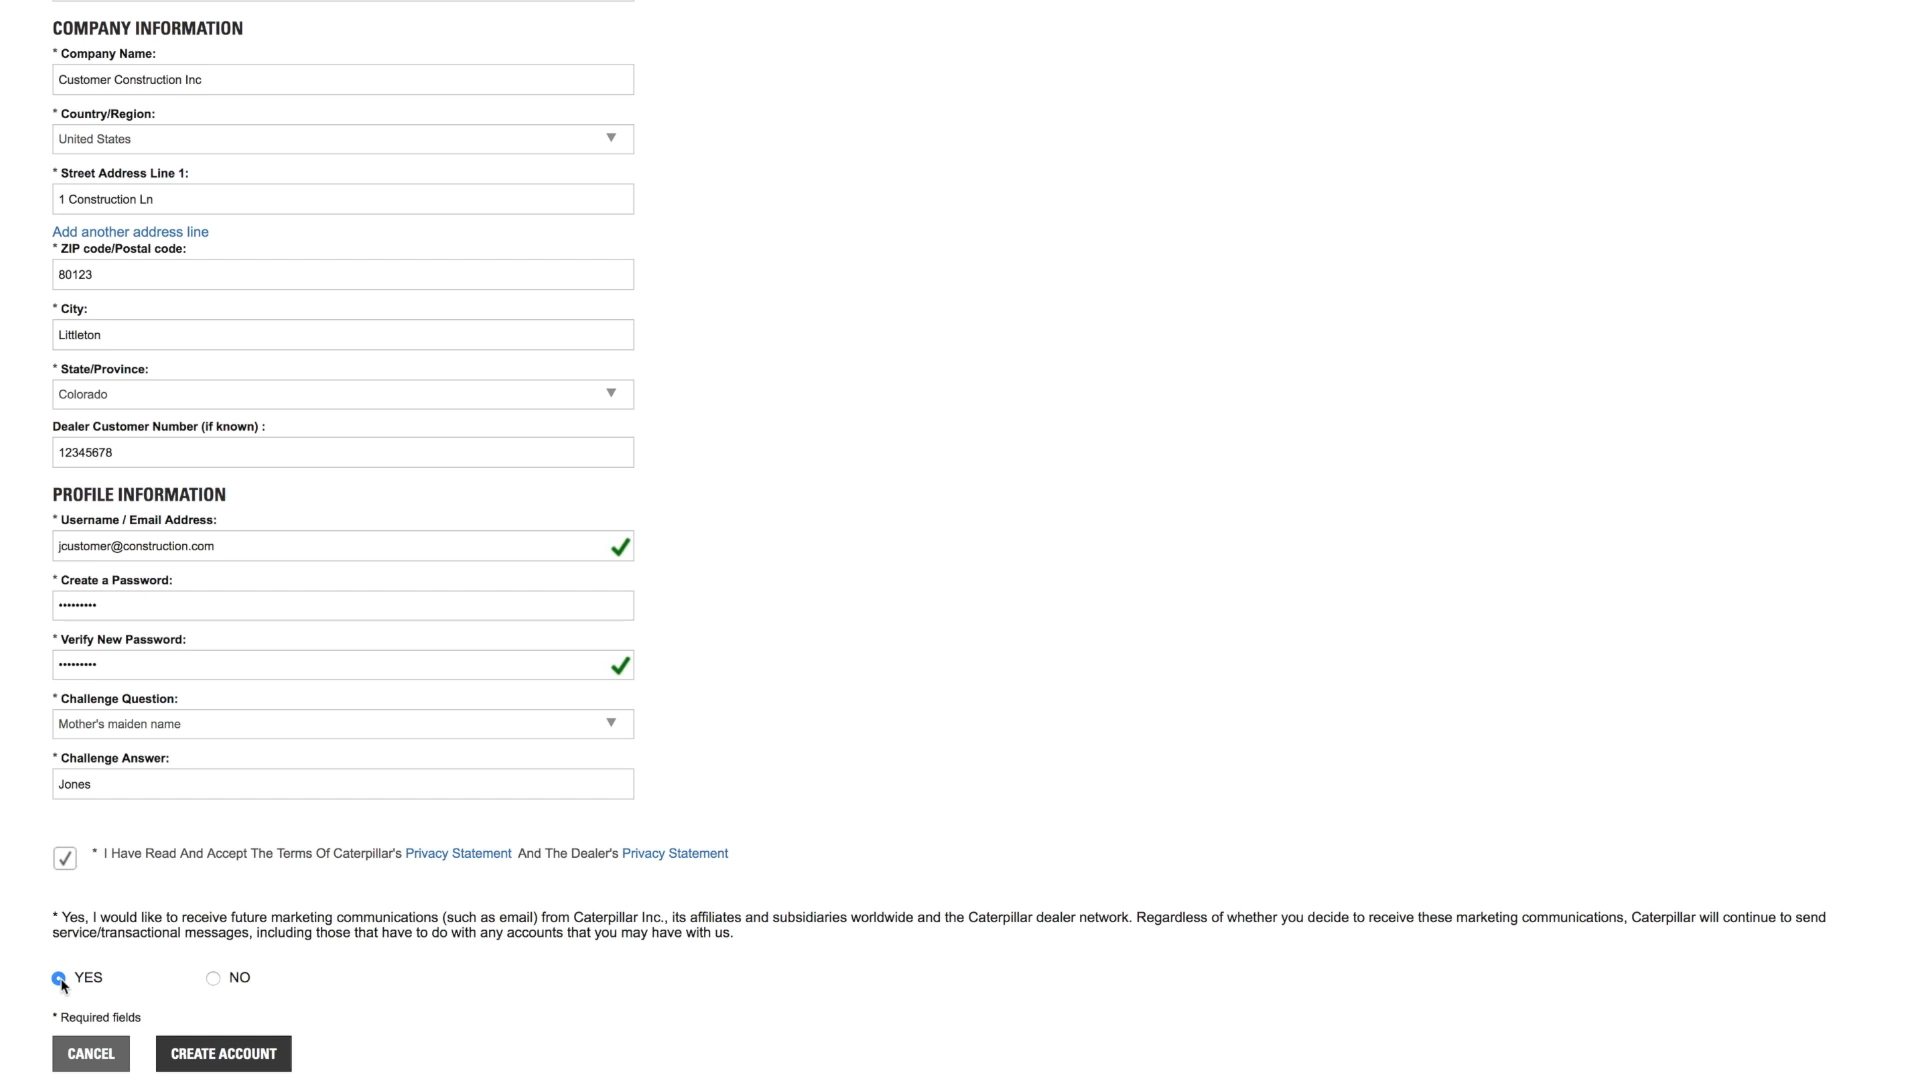 COMPANY INFORMATION
* Company Name:
Customer Construction Inc
* Country/Region:
United States
* Street Address Line 1:
1 Construction Ln
Add another address line
* ZIP code/Postal code:
80123
* City:
Littleton
* State/Province:
Colorado
Dealer Customer Number (if known) :
12345678
PROFILE INFORMATION
* Username / Email Address:
jcustomer@construction.com
* Create a Password:
•••••••••
* Verify New Password:
•••••••••
* Challenge Question:
Mother's maiden name
* Challenge Answer:
Jones
* I Have Read And Accept The Terms Of Caterpillar's Privacy Statement And The Dealer's Privacy Statement
* Yes, I would like to receive future marketing communications (such as email) from Caterpillar Inc., its affiliates and subsidiaries worldwide and the Caterpillar dealer network. Regardless of whether you decide to receive these marketing communications, Caterpillar will continue to send
service/transactional messages, including those that have to do with any accounts that you may have with us.
YES NO
* Required fields
CANCEL CREATE ACCOUNT